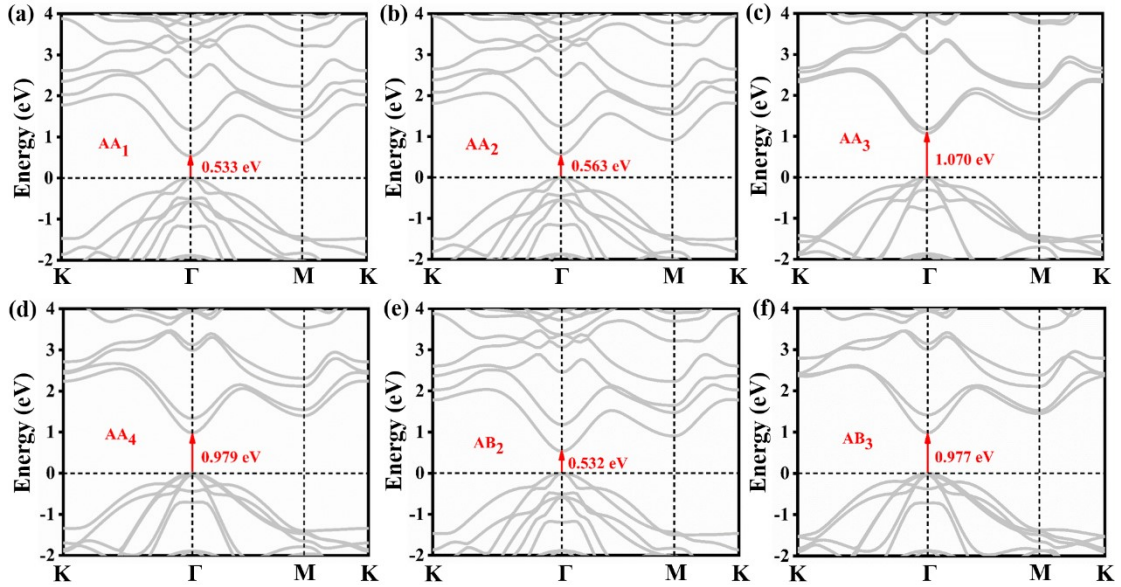 (a)
Energy (eV)
4
3
2
1
0
-1
-2
AA1
0.533 eV
K Γ M K
(b)
Energy (eV)
4
3
2
1
0
-1
-2
AA2
0.563 eV
K Γ M K
(c)
Energy (eV)
4
3
2
1
0
-1
-2
AA3
1.070 eV
K Γ M K
(d)
Energy (eV)
4
3
2
1
0
-1
-2
AA4
0.979 eV
K Γ M K
(e)
Energy (eV)
4
3
2
1
0
-1
-2
AB2
0.532 eV
K Γ M K
(f)
Energy (eV)
4
3
2
1
0
-1
-2
AB3
0.977 eV
K Γ M K